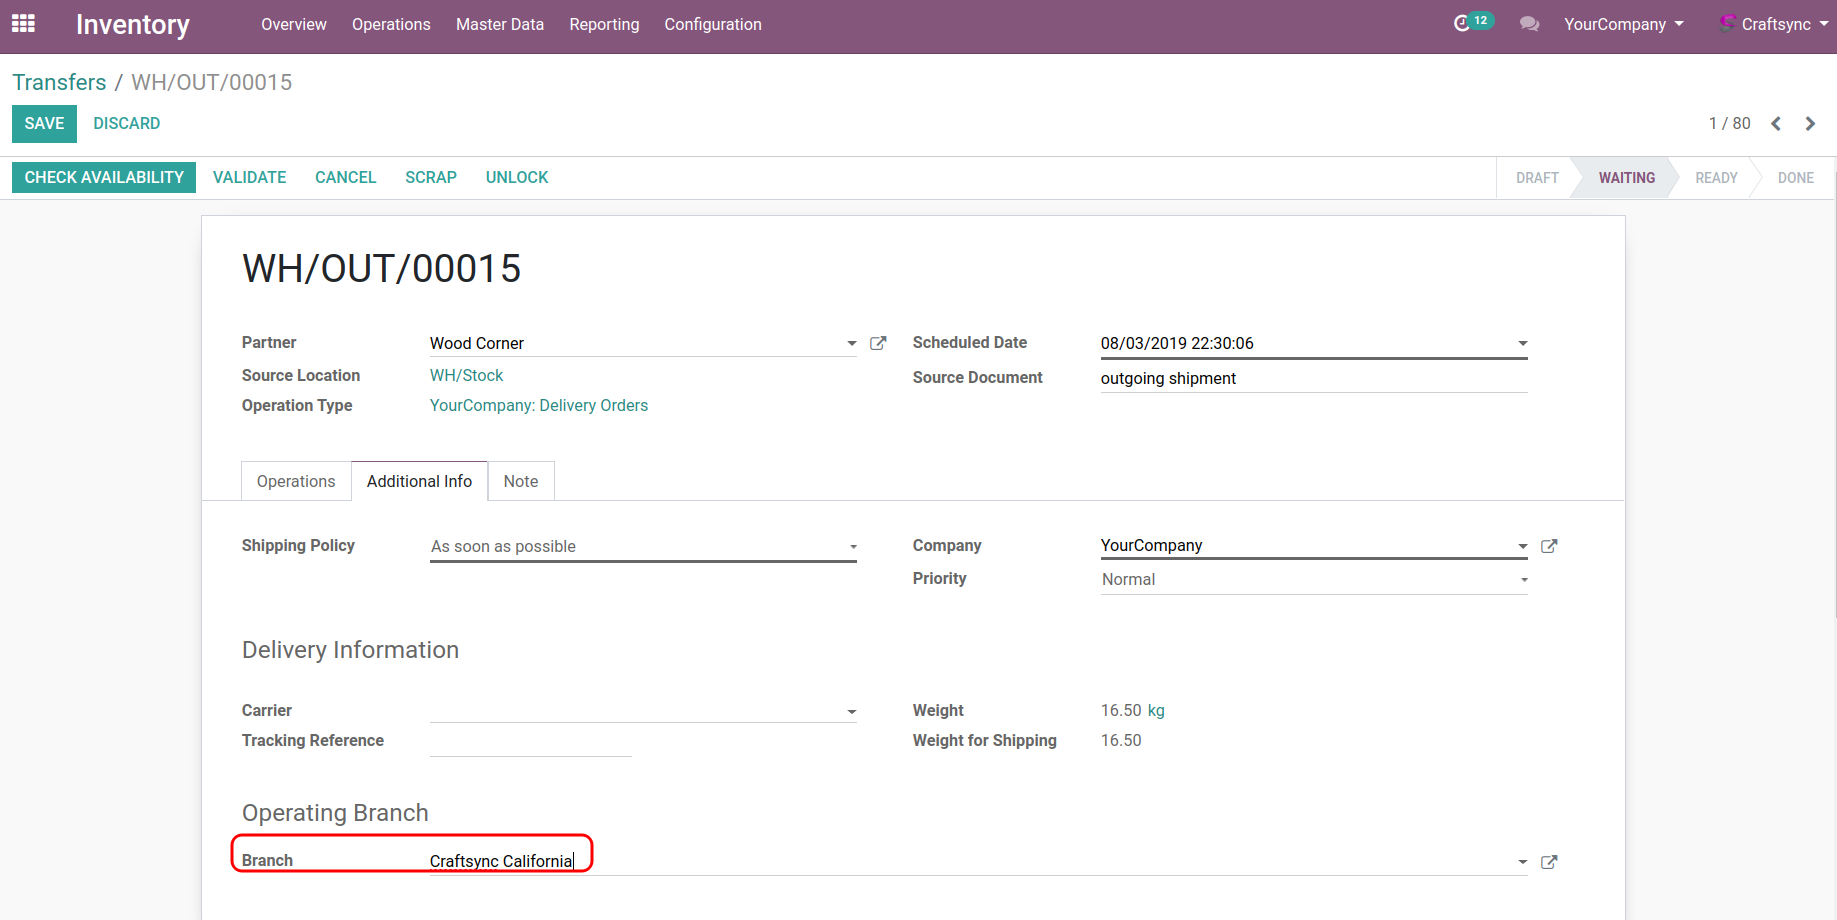 Inventory Overview Operations Master Data Reporting Configuration 12 YourCompany Craftsync
Transfers / WH/OUT/00015
SAVE DISCARD 1 / 80
CHECK AVAILABILITY VALIDATE CANCEL SCRAP UNLOCK DRAFT WAITING READY DONE
WH/OUT/00015
Partner Wood Corner Scheduled Date 08/03/2019 22:30:06
Source Location WH/Stock Source Document outgoing shipment
Operation Type YourCompany: Delivery Orders
Operations Additional Info Note
Shipping Policy As soon as possible Company YourCompany
Priority Normal
Delivery Information
Carrier Weight 16.50 kg
Tracking Reference Weight for Shipping 16.50
Operating Branch
Branch Craftsync California